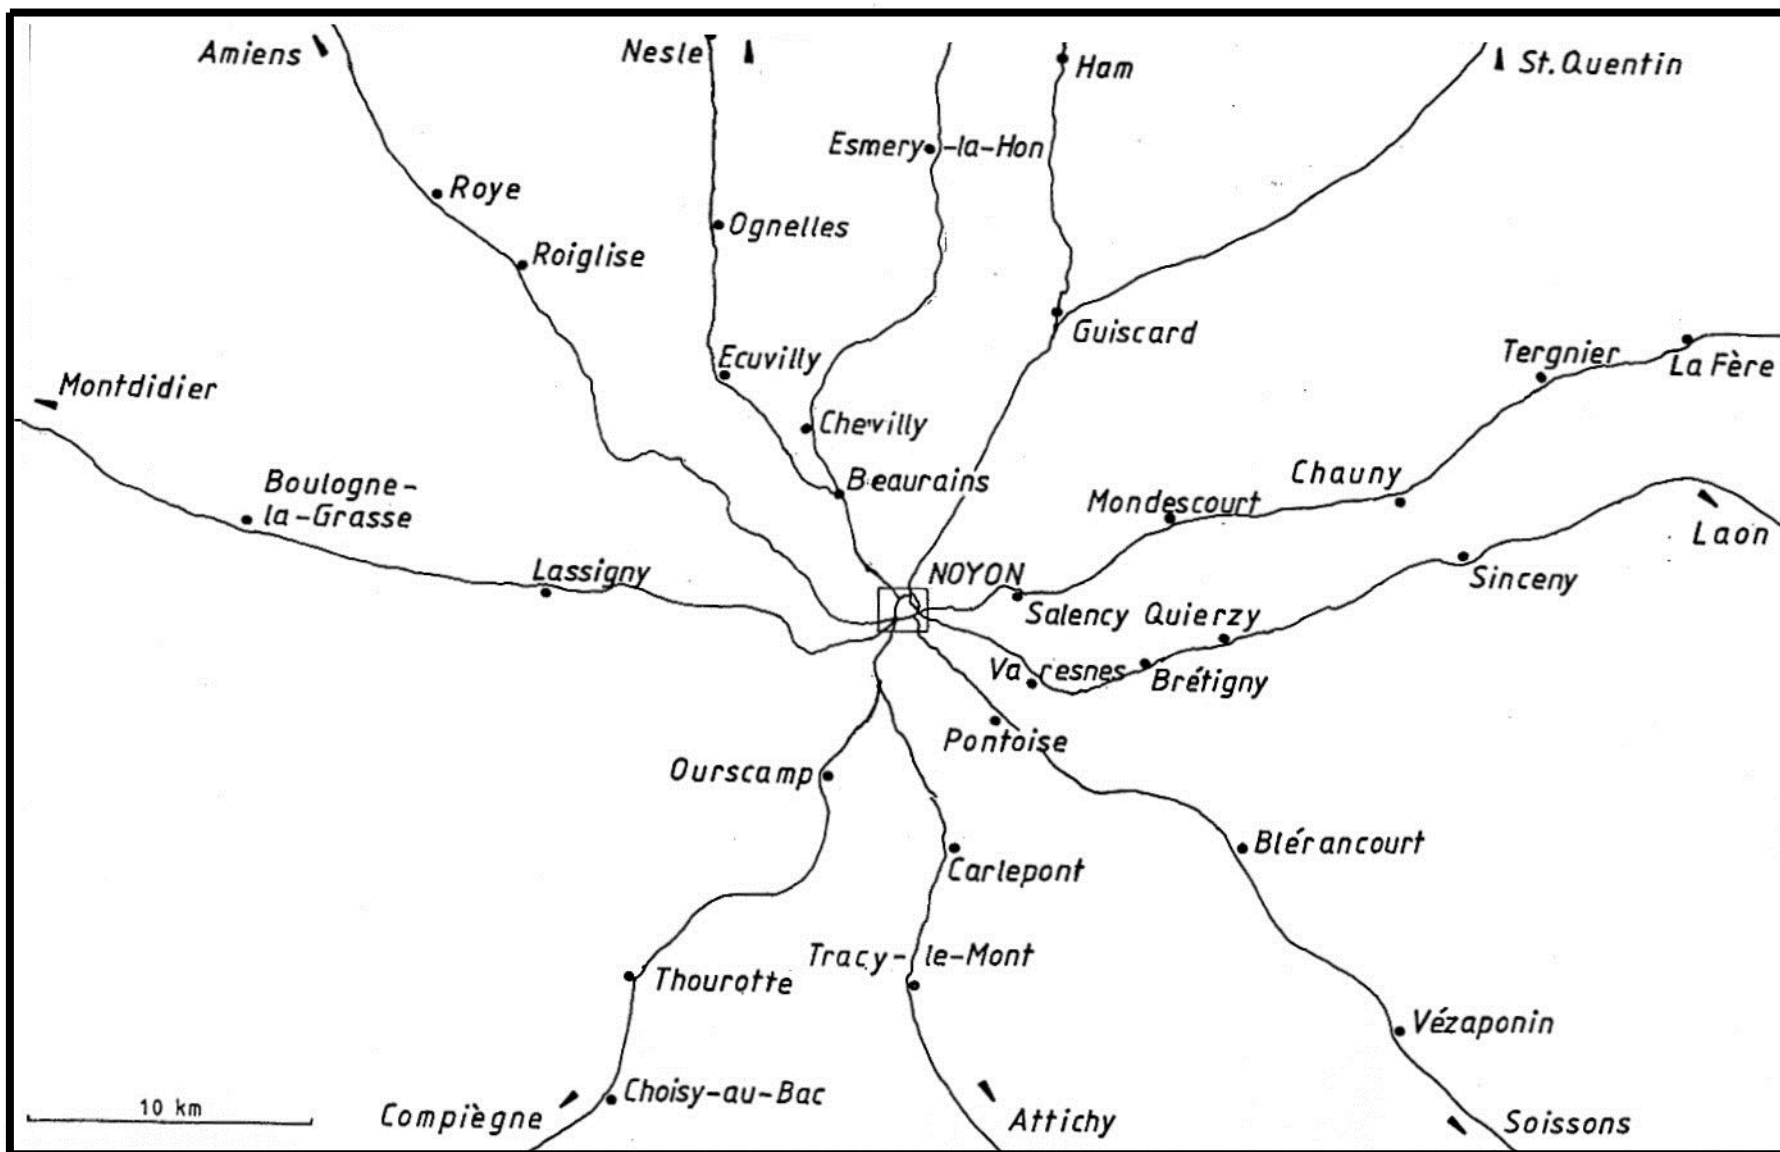 Amiens
Nesle
Ham
St. Quentin
Esmery-la-Hon
Roye
Ognelles
Roiglise
Guiscard
Tergnier
La Fère
Ecuvilly
Montdidier
Chevilly
Beaurains
Boulogne-
la-Grasse
Chauny
Mondescourt
Laon
Lassigny
NOYON
Sinceny
Salency
Quierzy
Varesnes
Brétigny
Pontoise
Ourscamp
Blérancourt
Carlepont
Tracy-le-Mont
Thourotte
Vézaponin
Choisy-au-Bac
10 km
Compiègne
Attichy
Soissons